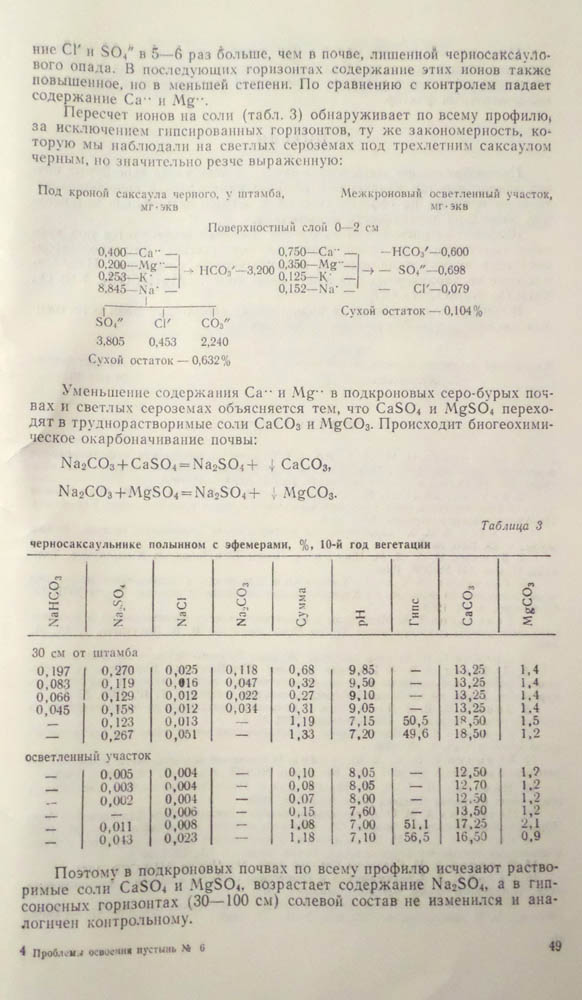 ние Cl′ и SO₄″ в 5—6 раз больше, чем в почве, лишенной черносаксауло-
вого опада. В последующих горизонтах содержание этих ионов также
повышенное, но в меньшей степени. По сравнению с контролем падает
содержание Ca·· и Mg··.
Пересчет ионов на соли (табл. 3) обнаруживает по всему профилю,
за исключением гипсированных горизонтов, ту же закономерность, ко-
торую мы наблюдали на светлых серозёмах под трехлетним саксаулом
черным, но значительно резче выраженную:
Под кроной саксаула черного, у штамба, Межкроновый осветленный участок,
мг·экв мг·экв
Поверхностный слой 0—2 см
0,400—Ca·· — 0,750—Ca·· — —HCO₃′—0,600
0,200—Mg··— → HCO₃′—3,200 0,350—Mg·· — → — SO₄″—0,698
0,253—K· — 0,125—K· —
8,845—Na· — 0,152—Na· — — Cl′—0,079
SO₄″ Cl′ CO₃″ Сухой остаток — 0,104%
3,805 0,453 2,240
Сухой остаток — 0,632%
Уменьшение содержания Ca·· и Mg·· в подкроновых серо-бурых поч-
вах и светлых сероземах объясняется тем, что CaSO₄ и MgSO₄ перехо-
дят в труднорастворимые соли CaCO₃ и MgCO₃. Происходит биогеохими-
ческое окарбоначивание почвы:
Na₂CO₃+CaSO₄=Na₂SO₄+ ↓ CaCO₃,
Na₂CO₃+MgSO₄=Na₂SO₄+ ↓ MgCO₃.
Таблица 3
черносаксаульнике полынном с эфемерами, %, 10-й год вегетации
NaHCO₃ Na₂SO₄ NaCl Na₂CO₃ Сумма pH Гипс CaCO₃ MgCO₃
30 см от штамба
0,197 0,270 0,025 0,118 0,68 9,85 — 13,25 1,4
0,083 0,119 0,016 0,047 0,32 9,50 — 13,25 1,4
0,066 0,129 0,012 0,022 0,27 9,10 — 13,25 1,4
0,045 0,158 0,012 0,034 0,31 9,05 — 13,25 1,4
— 0,123 0,013 — 1,19 7,15 50,5 18,50 1,5
— 0,267 0,051 — 1,33 7,20 49,6 18,50 1,2
осветленный участок
— 0,005 0,004 — 0,10 8,05 — 12,50 1,2
— 0,003 0,004 — 0,08 8,05 — 12,70 1,2
— 0,002 0,004 — 0,07 8,00 — 12,50 1,2
— — 0,006 — 0,15 7,60 — 13,50 1,2
— 0,011 0,008 — 1,08 7,00 51,1 17,25 2,1
— 0,043 0,023 — 1,18 7,10 56,5 16,50 0,9
Поэтому в подкроновых почвах по всему профилю исчезают раство-
римые соли CaSO₄ и MgSO₄, возрастает содержание Na₂SO₄, а в гип-
соносных горизонтах (30—100 см) солевой состав не изменился и ана-
логичен контрольному.
4 Проблемы освоения пустынь № 6 49